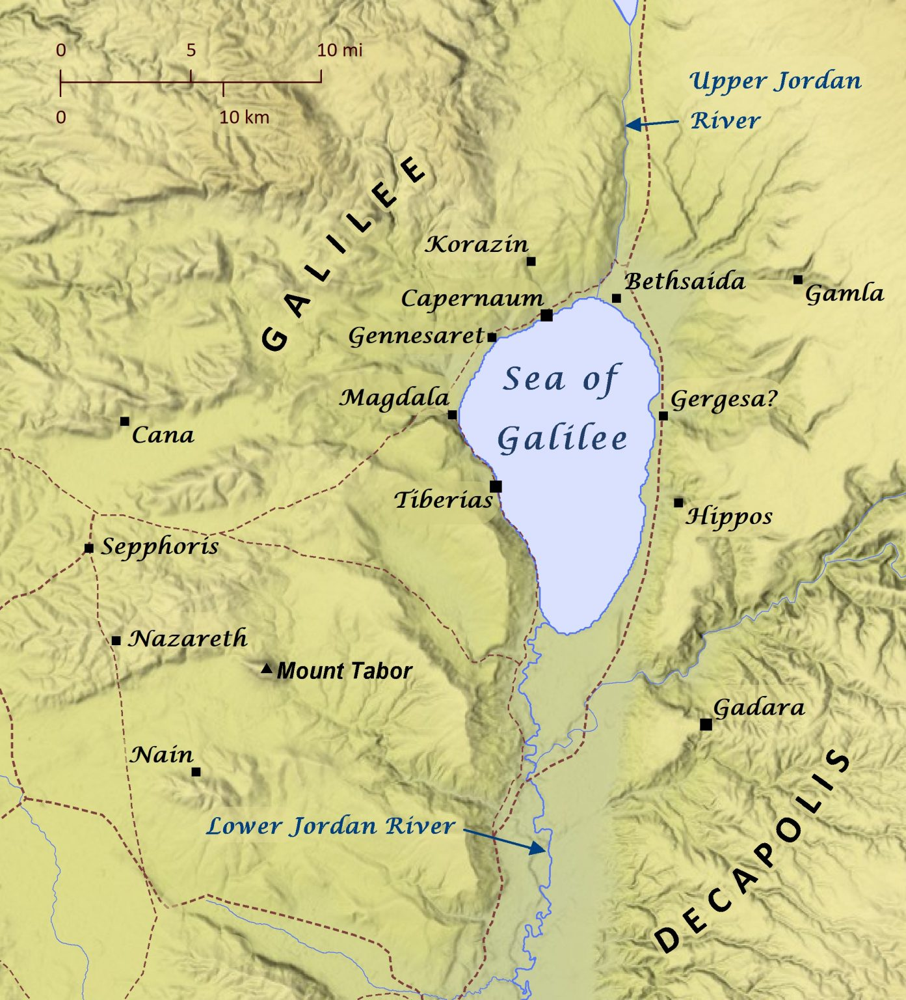 0 5 10 mi
0 10 km
Upper Jordan
River
GALILEE
Korazin
Bethsaida
Gamla
Capernaum
Gennesaret
Sea of
Galilee
Magdala
Gergesa?
Cana
Tiberias
Hippos
Sepphoris
Nazareth
Mount Tabor
Gadara
Nain
Lower Jordan River
DECAPOLIS